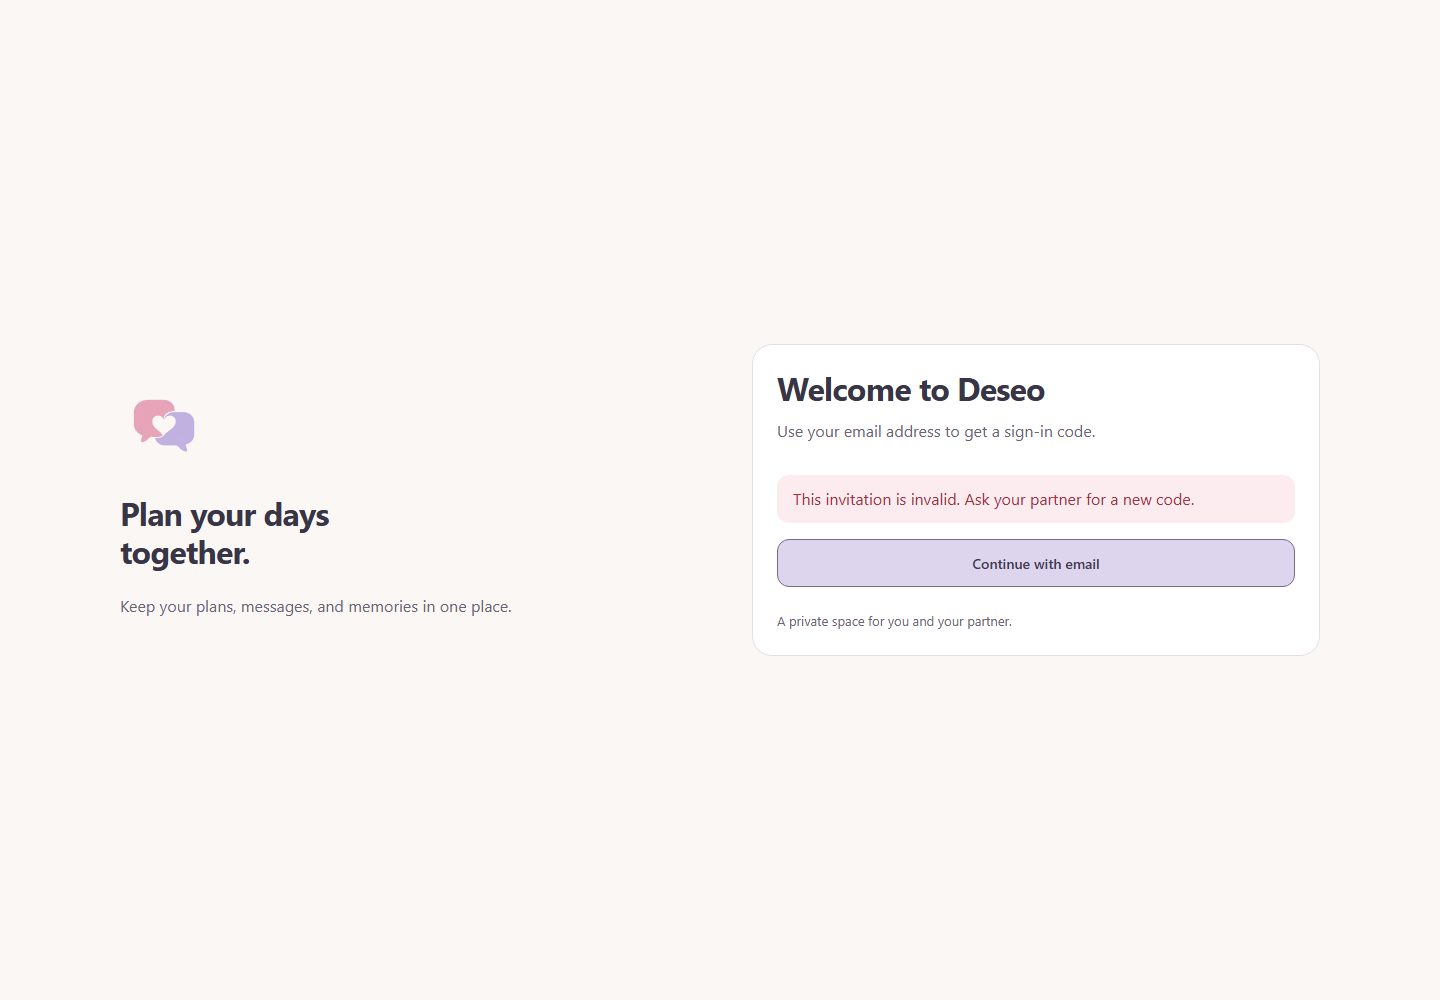 Plan your days
together.
Keep your plans, messages, and memories in one place.
Welcome to Deseo
Use your email address to get a sign-in code.
This invitation is invalid. Ask your partner for a new code.
Continue with email
A private space for you and your partner.